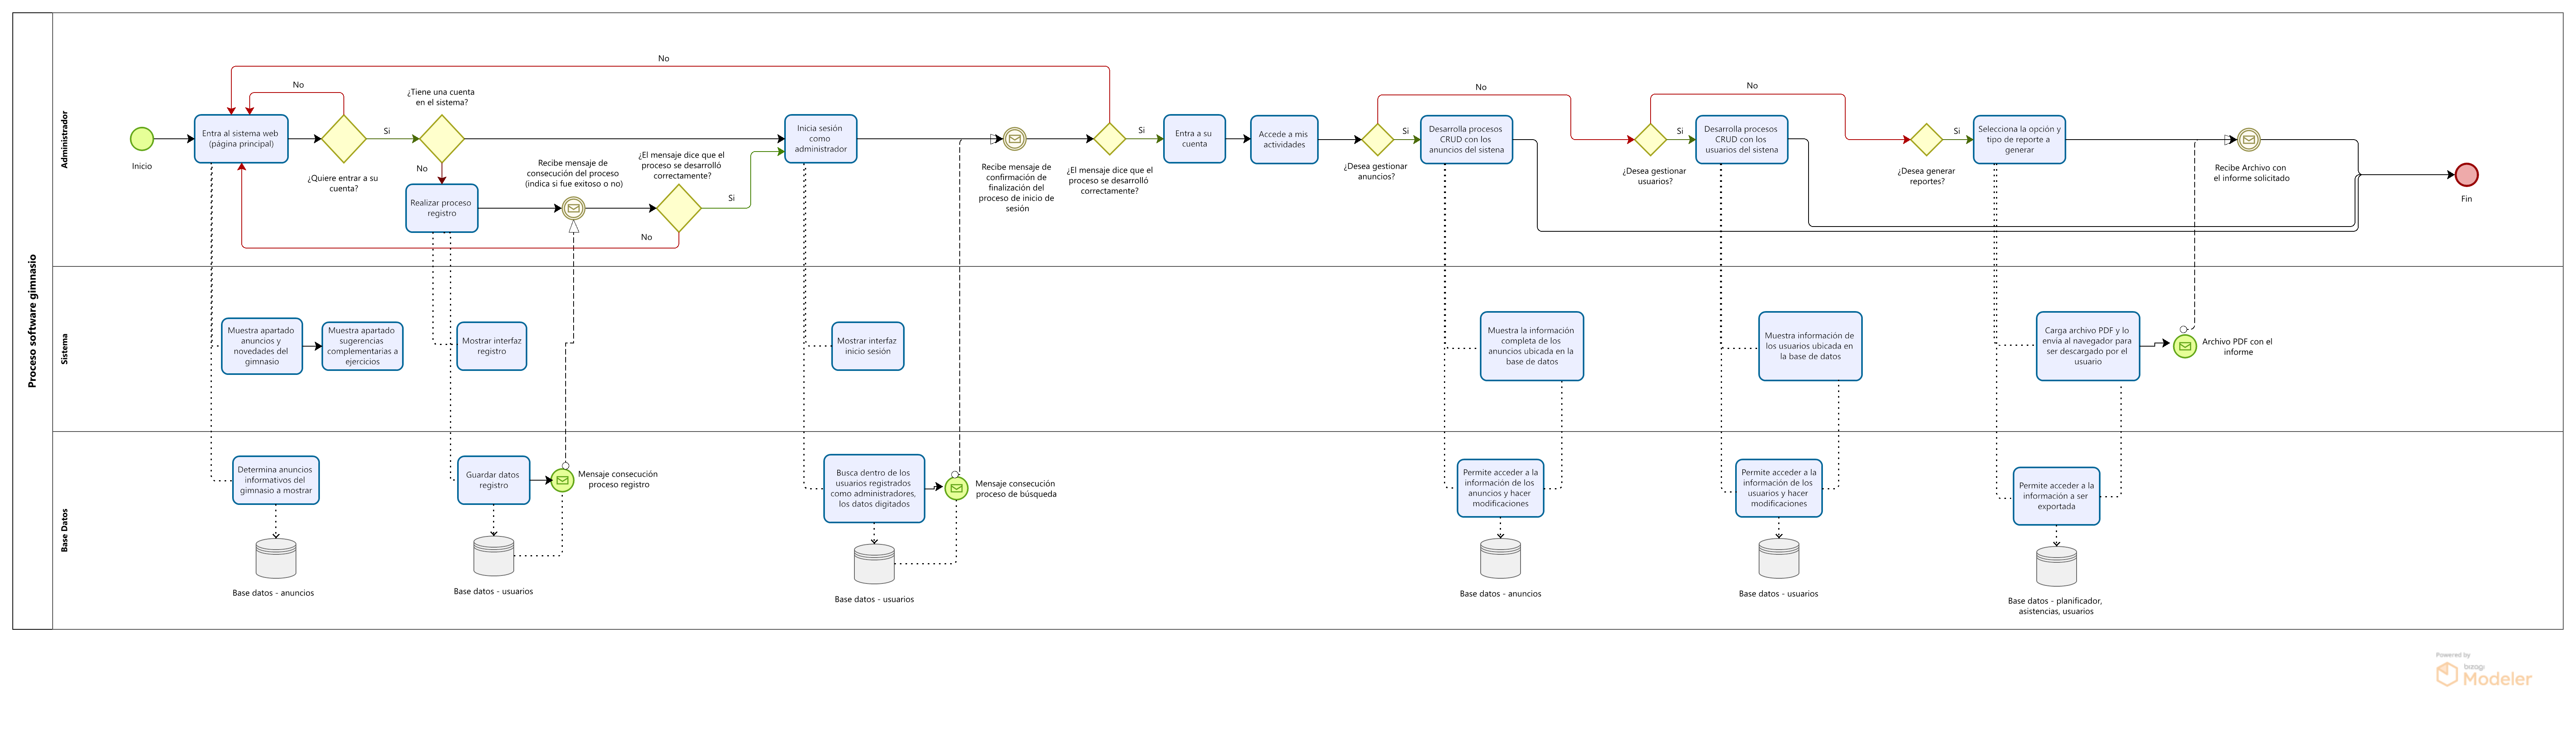 Proceso software gimnasio
Administrador
Inicio
Entra al sistema web
(página principal)
No
No
¿Quiere entrar a su
cuenta?
Si
¿Tiene una cuenta
en el sistema?
No
Realizar proceso
registro
Recibe mensaje de
consecución del proceso
(indica si fue exitoso o no)
¿El mensaje dice que el
proceso se desarrolló
correctamente?
Si
No
Inicia sesión
como
administrador
Recibe mensaje de
confirmación de
finalización del
proceso de inicio de
sesión
¿El mensaje dice que el
proceso se desarrolló
correctamente?
Si
Entra a su
cuenta
Accede a mis
actividades
¿Desea gestionar
anuncios?
No
Si
Desarrolla procesos
CRUD con los
anuncios del sistena
¿Desea gestionar
usuarios?
No
Si
Desarrolla procesos
CRUD con los
usuarios del sistena
¿Desea generar
reportes?
Si
Selecciona la opción y
tipo de reporte a
generar
Recibe Archivo con
el informe solicitado
Fin
Sistema
Muestra apartado
anuncios y
novedades del
gimnasio
Muestra apartado
sugerencias
complementarias a
ejercicios
Mostrar interfaz
registro
Mostrar interfaz
inicio sesión
Muestra la información
completa de los
anuncios ubicada en la
base de datos
Muestra información de
los usuarios ubicada en
la base de datos
Carga archivo PDF y lo
envía al navegador para
ser descargado por el
usuario
Archivo PDF con el
informe
Base Datos
Determina anuncios
informativos del
gimnasio a mostrar
Base datos - anuncios
Guardar datos
registro
Mensaje consecución
proceso registro
Base datos - usuarios
Busca dentro de los
usuarios registrados
como administradores,
los datos digitados
Mensaje consecución
proceso de búsqueda
Base datos - usuarios
Permite acceder a la
información de los
anuncios y hacer
modificaciones
Base datos - anuncios
Permite acceder a la
información de los
usuarios y hacer
modificaciones
Base datos - usuarios
Permite acceder a la
información a ser
exportada
Base datos - planificador,
asistencias, usuarios
Powered by
bizagi
Modeler